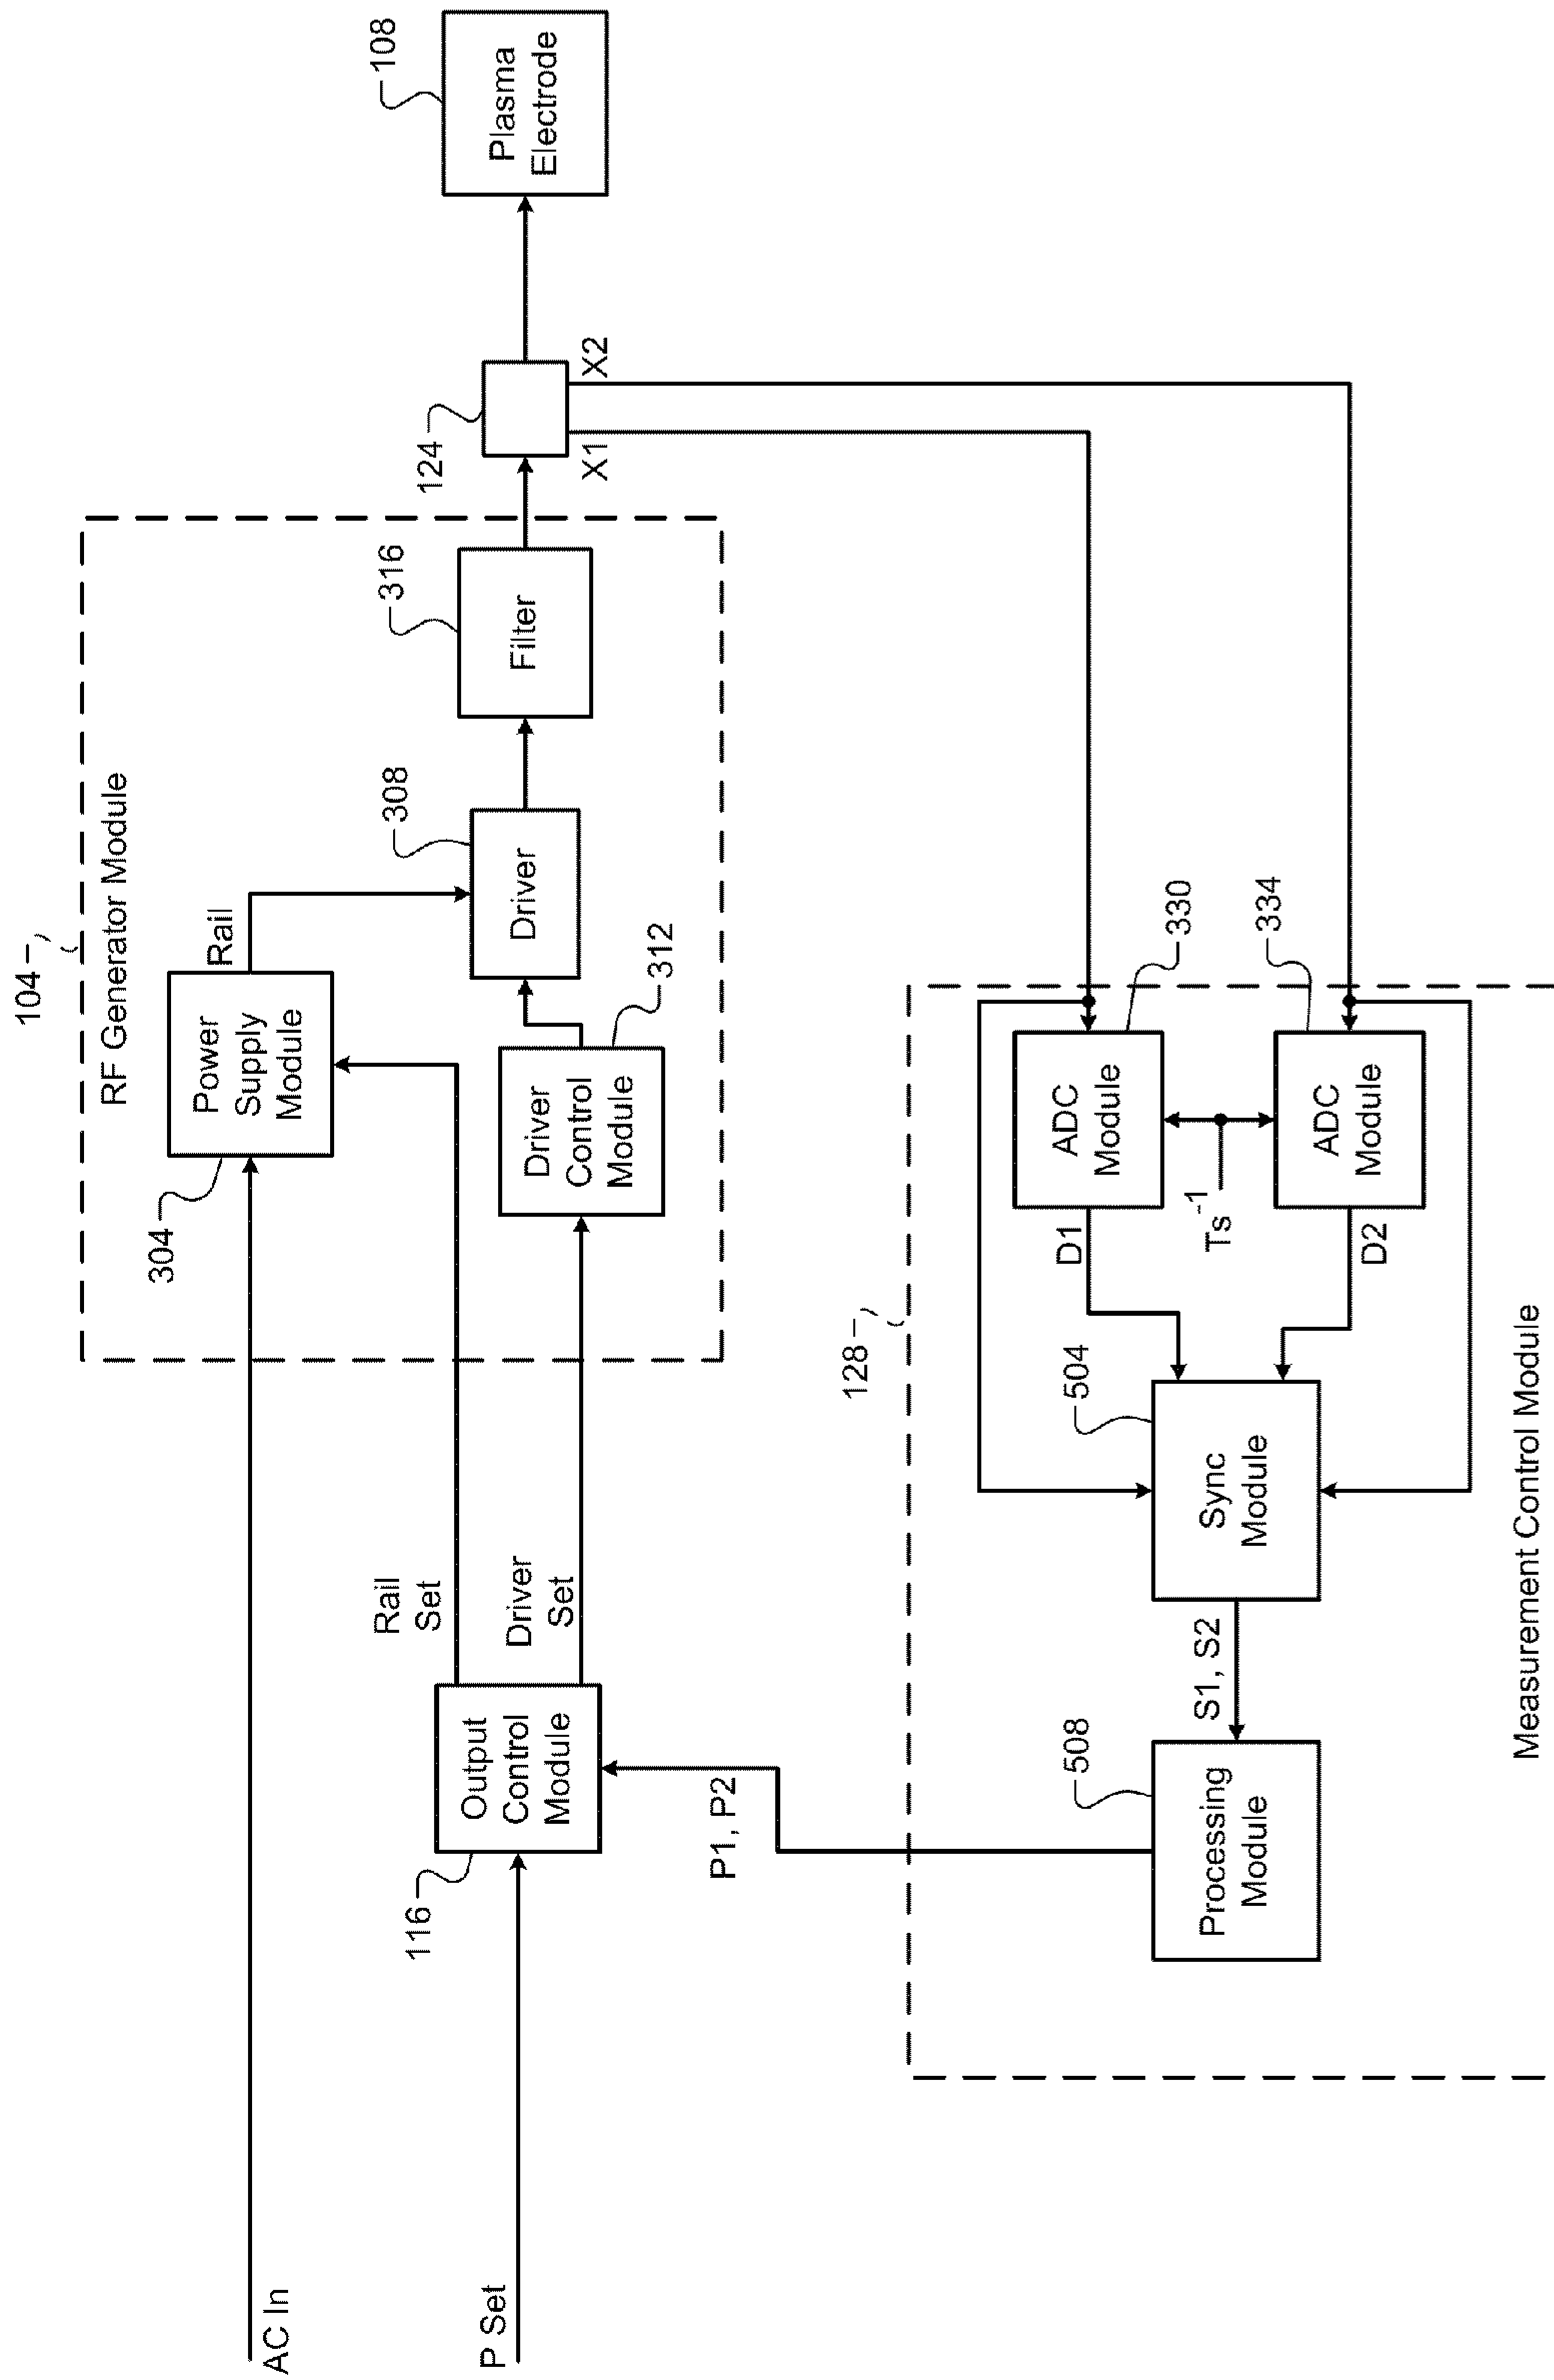 104
RF Generator Module
304
Power
Supply
Module
Rail
308
Driver
316
Filter
312
Driver
Control
Module
124
X1
X2
108
Plasma
Electrode
AC In
P Set
116
Output
Control
Module
Rail
Set
Driver
Set
P1, P2
128
508
Processing
Module
S1, S2
504
Sync
Module
D1
D2
Ts-1
330
ADC
Module
334
ADC
Module
Measurement Control Module